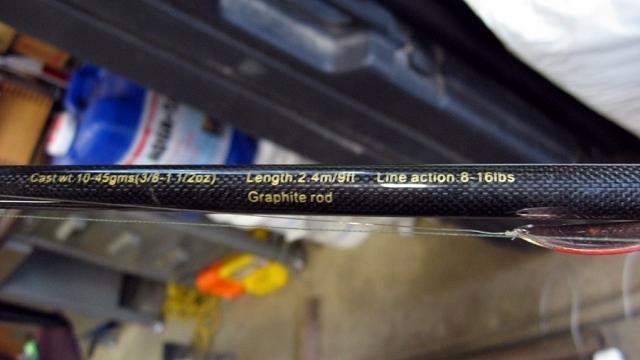 Cast wt. 10-45gms(3/8-1-1/2oz) Length:2.4m/9ft Line action:8-16lbs
Graphite rod